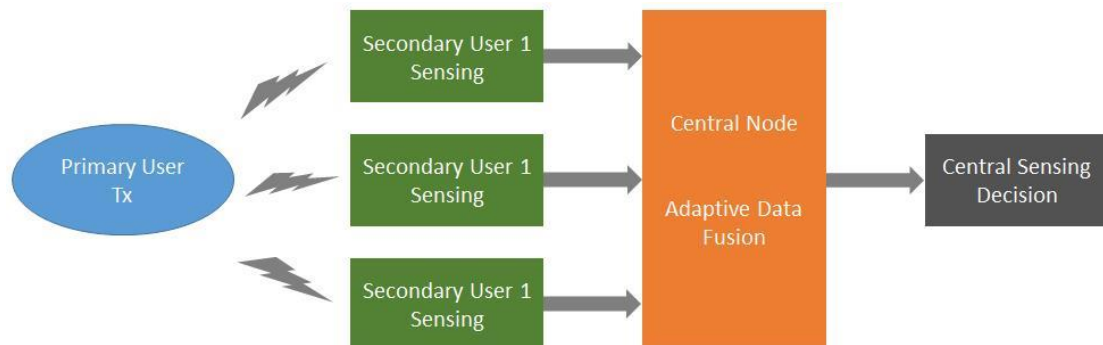 Primary User
Tx
Secondary User 1
Sensing
Secondary User 1
Sensing
Secondary User 1
Sensing
Central Node
Adaptive Data
Fusion
Central Sensing
Decision